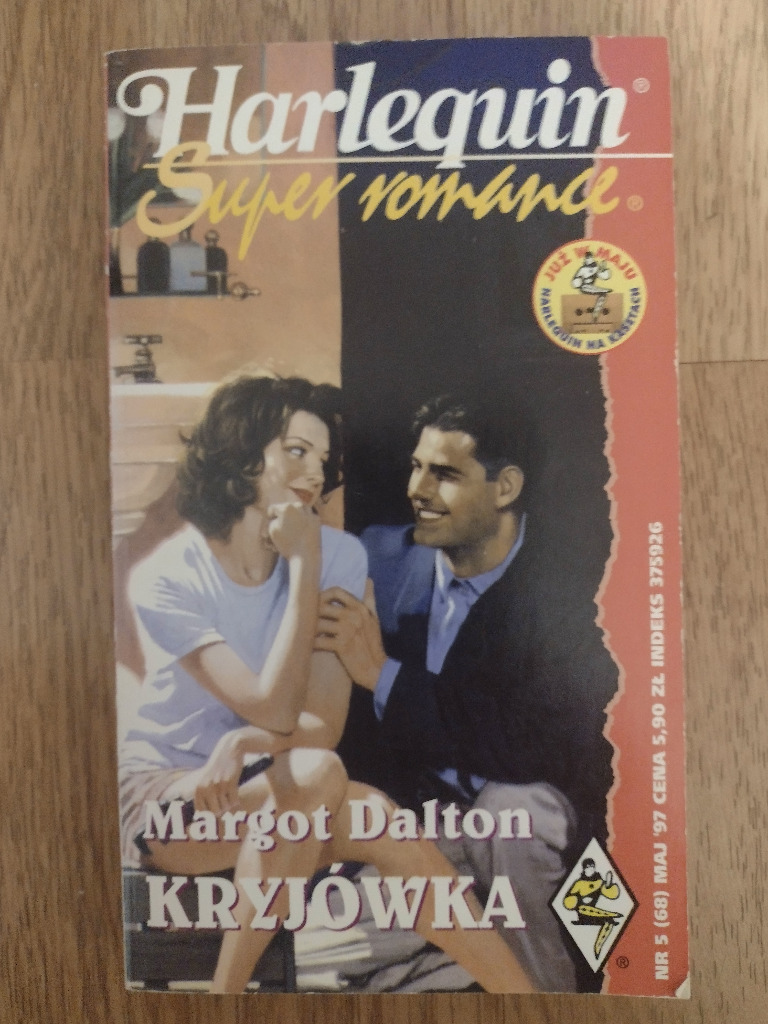 Harlequin®
Super romance®
JUŻ W MAJU
HARLEQUIN NA KASETACH
Margot Dalton
KRYJÓWKA
®
NR 5 (68) MAJ '97 CENA 5,90 ZŁ INDEKS 375926